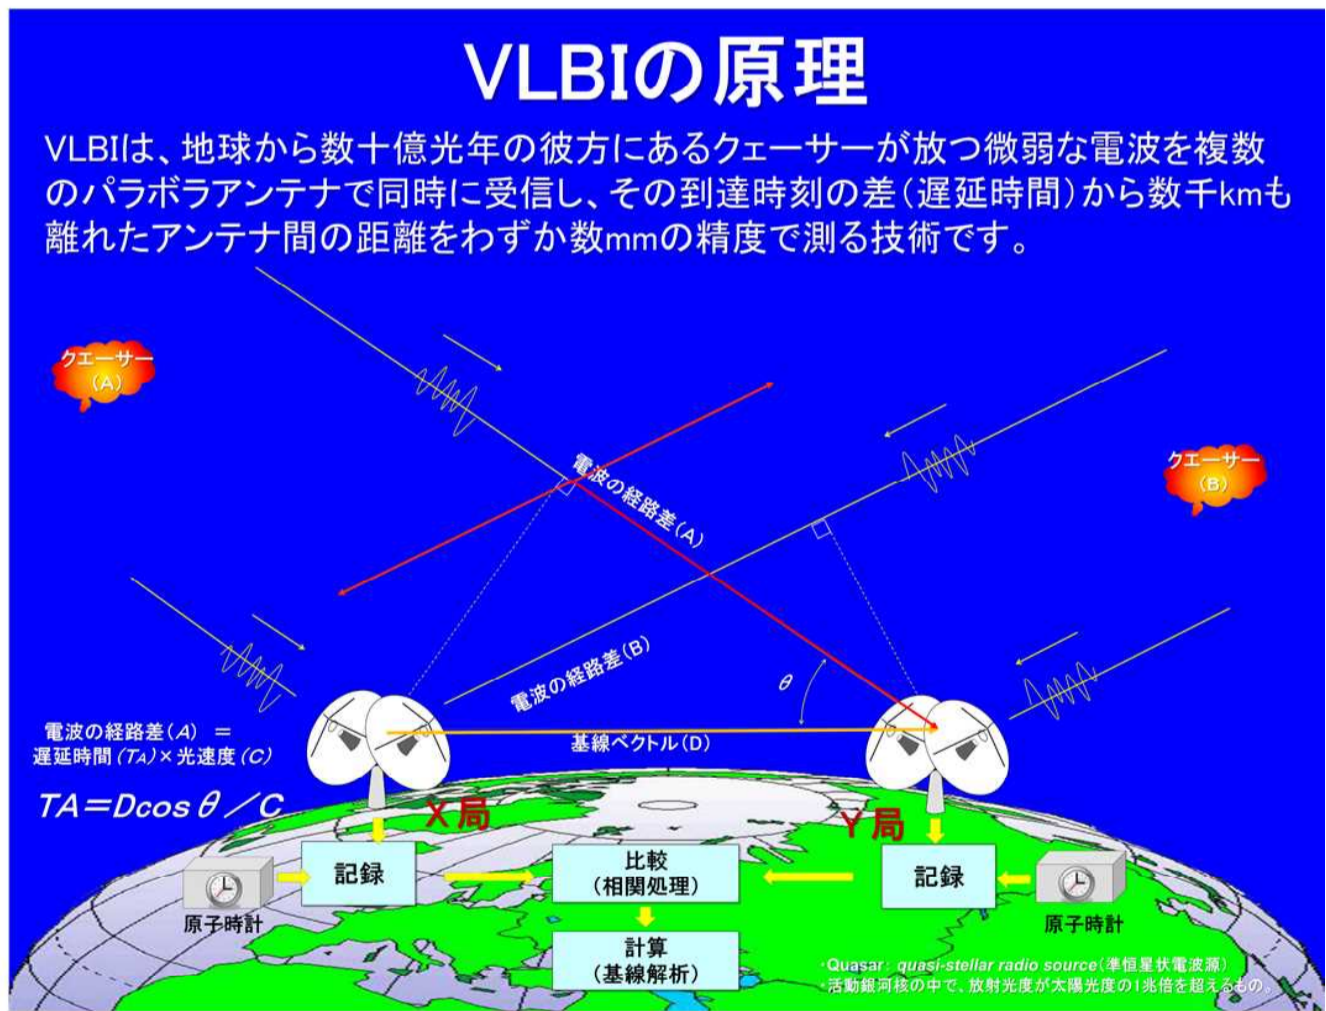 VLBIの原理
VLBIは、地球から数十億光年の彼方にあるクェーサーが放つ微弱な電波を複数
のパラボラアンテナで同時に受信し、その到達時刻の差(遅延時間)から数千kmも
離れたアンテナ間の距離をわずか数mmの精度で測る技術です。
クエーサー
(A)
クエーサー
(B)
電波の経路差(A)
電波の経路差(B)
θ
基線ベクトル(D)
電波の経路差(A) =
遅延時間(TA)×光速度(C)
TA=Dcosθ/C
X局
Y局
記録
比較
(相関処理)
記録
原子時計
原子時計
計算
(基線解析)
・Quasar: quasi-stellar radio source(準恒星状電波源)
・活動銀河核の中で、放射光度が太陽光度の1兆倍を超えるもの。